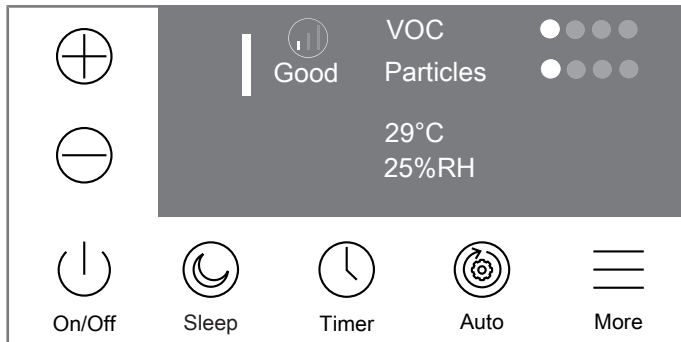 VOC
Good
Particles
29°C
25%RH
On/Off
Sleep
Timer
Auto
More